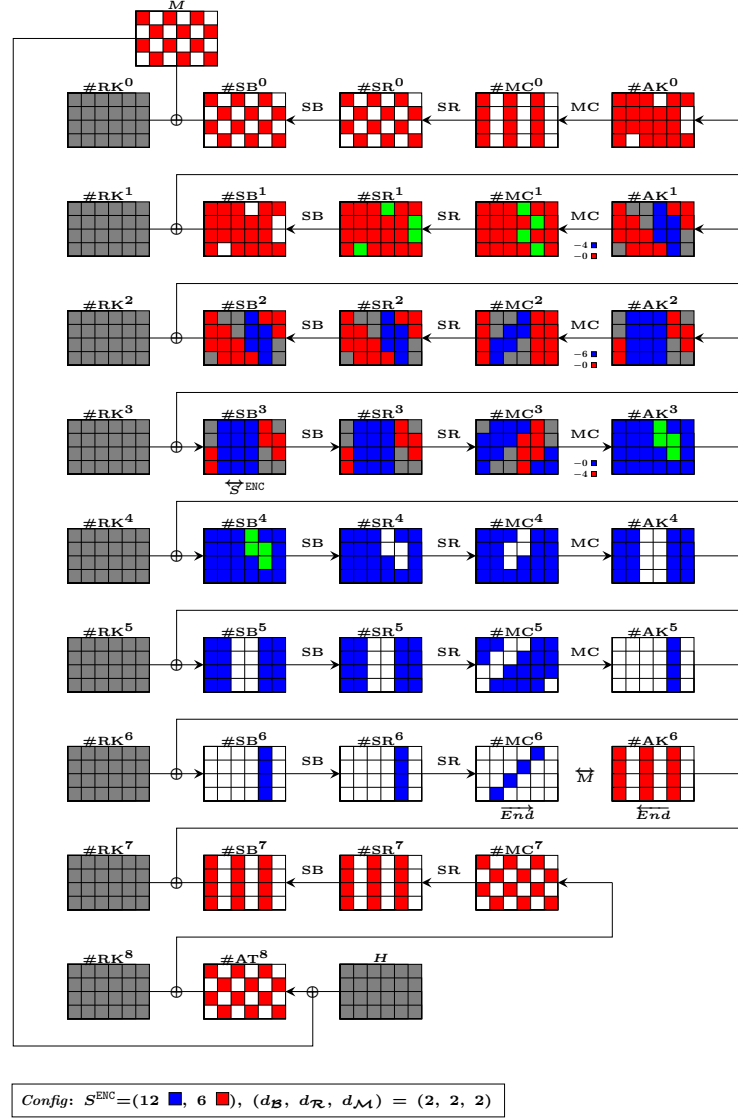 M
#RK⁰ #SB⁰ SB #SR⁰ SR #MC⁰ MC #AK⁰
#RK¹ #SB¹ SB #SR¹ SR #MC¹ MC #AK¹
−4
−0
#RK² #SB² SB #SR² SR #MC² MC #AK²
−6
−0
#RK³ #SB³ SB #SR³ SR #MC³ MC #AK³
−0
−4
S ENC
#RK⁴ #SB⁴ SB #SR⁴ SR #MC⁴ MC #AK⁴
#RK⁵ #SB⁵ SB #SR⁵ SR #MC⁵ MC #AK⁵
#RK⁶ #SB⁶ SB #SR⁶ SR #MC⁶ M #AK⁶
End End
#RK⁷ #SB⁷ SB #SR⁷ SR #MC⁷
#RK⁸ #AT⁸ H
Config: S^ENC=(12 , 6 ), (d_B, d_R, d_M) = (2, 2, 2)